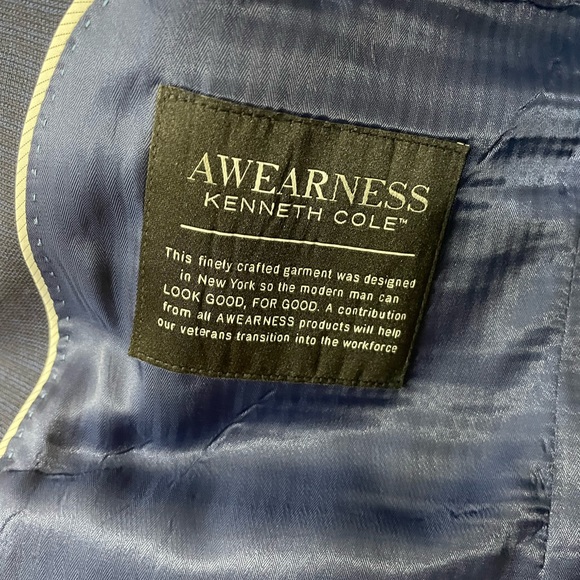 AWEARNESS
KENNETH COLE™
This finely crafted garment was designed
in New York so the modern man can
LOOK GOOD, FOR GOOD. A contribution
from all AWEARNESS products will help
our veterans transition into the workforce